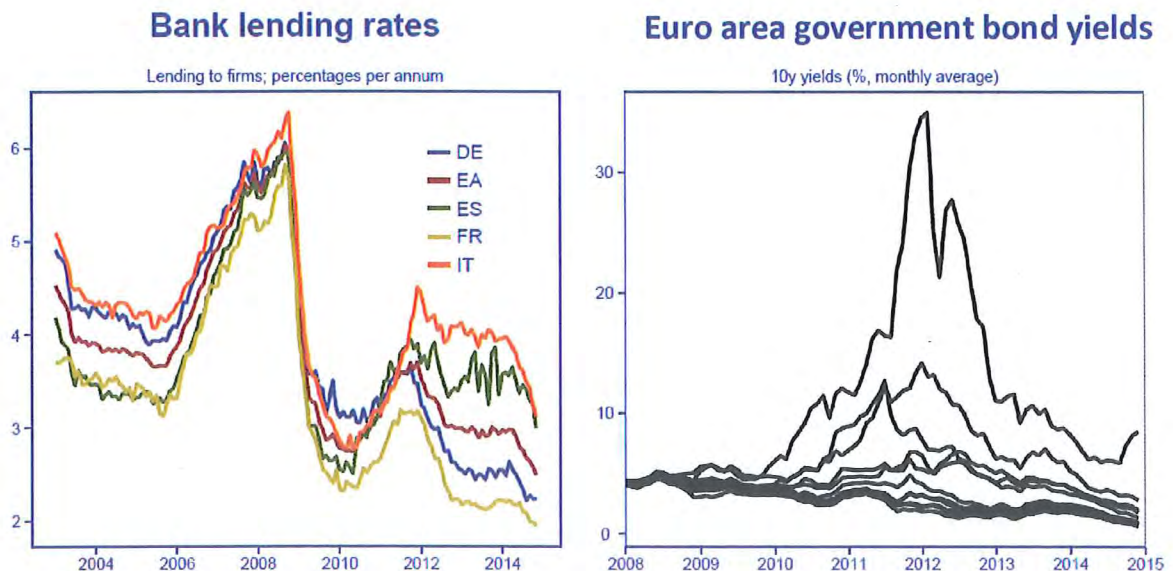 Bank lending rates
Lending to firms; percentages per annum
6
5
4
3
2
DE
EA
ES
FR
IT
2004
2006
2008
2010
2012
2014
Euro area government bond yields
10y yields (%, monthly average)
30
20
10
0
2008
2009
2010
2011
2012
2013
2014
2015